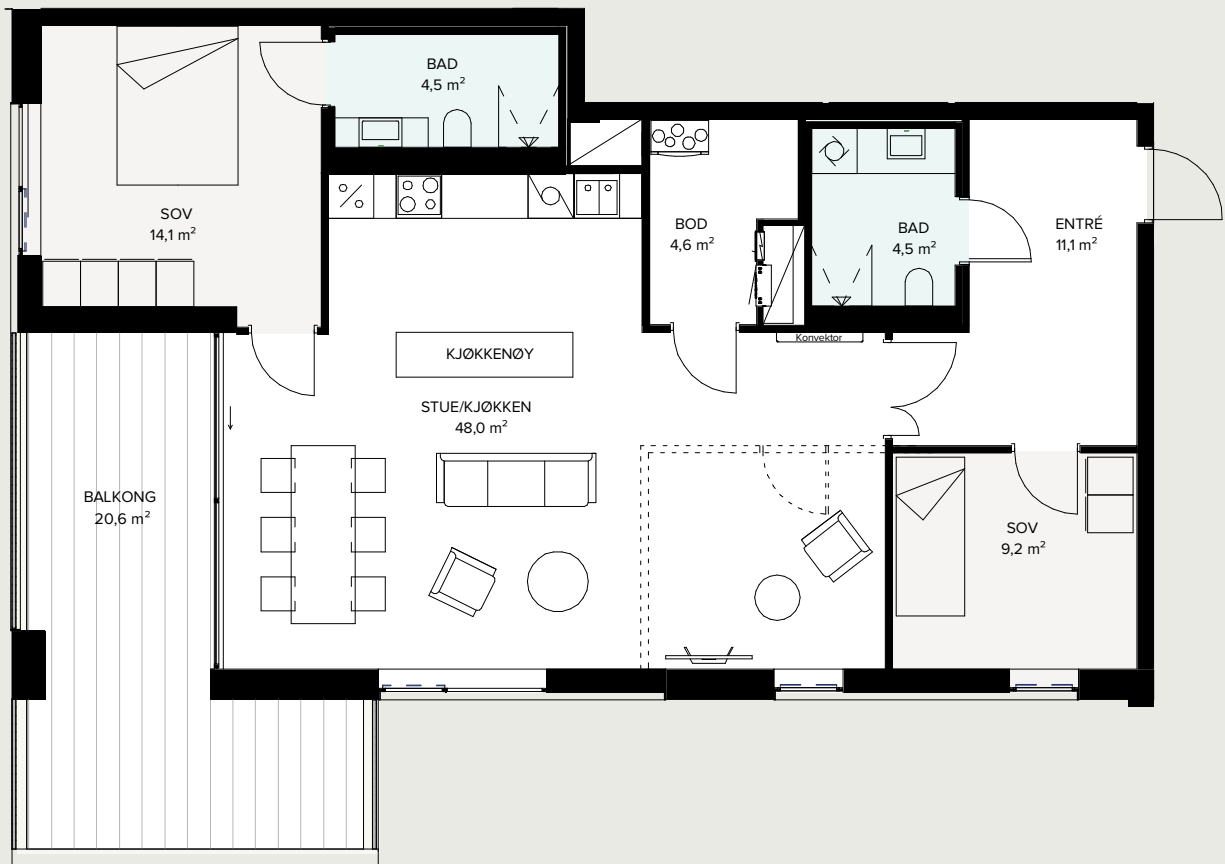 BAD
4,5 m²
SOV
14,1 m²
BOD
4,6 m²
BAD
4,5 m²
ENTRÉ
11,1 m²
Konvektor
KJØKKENØY
STUE/KJØKKEN
48,0 m²
BALKONG
20,6 m²
SOV
9,2 m²